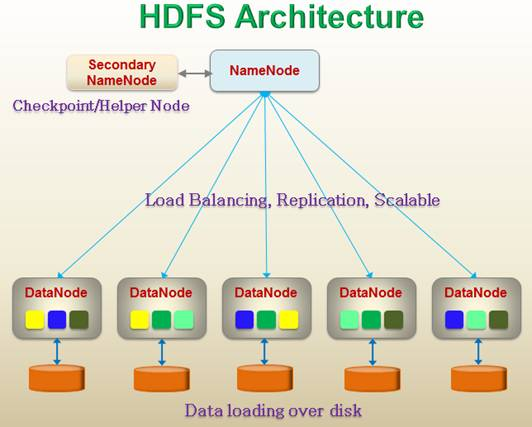 HDFS Architecture
Secondary
NameNode
NameNode
Checkpoint/Helper Node
Load Balancing, Replication, Scalable
DataNode
DataNode
DataNode
DataNode
DataNode
Data loading over disk